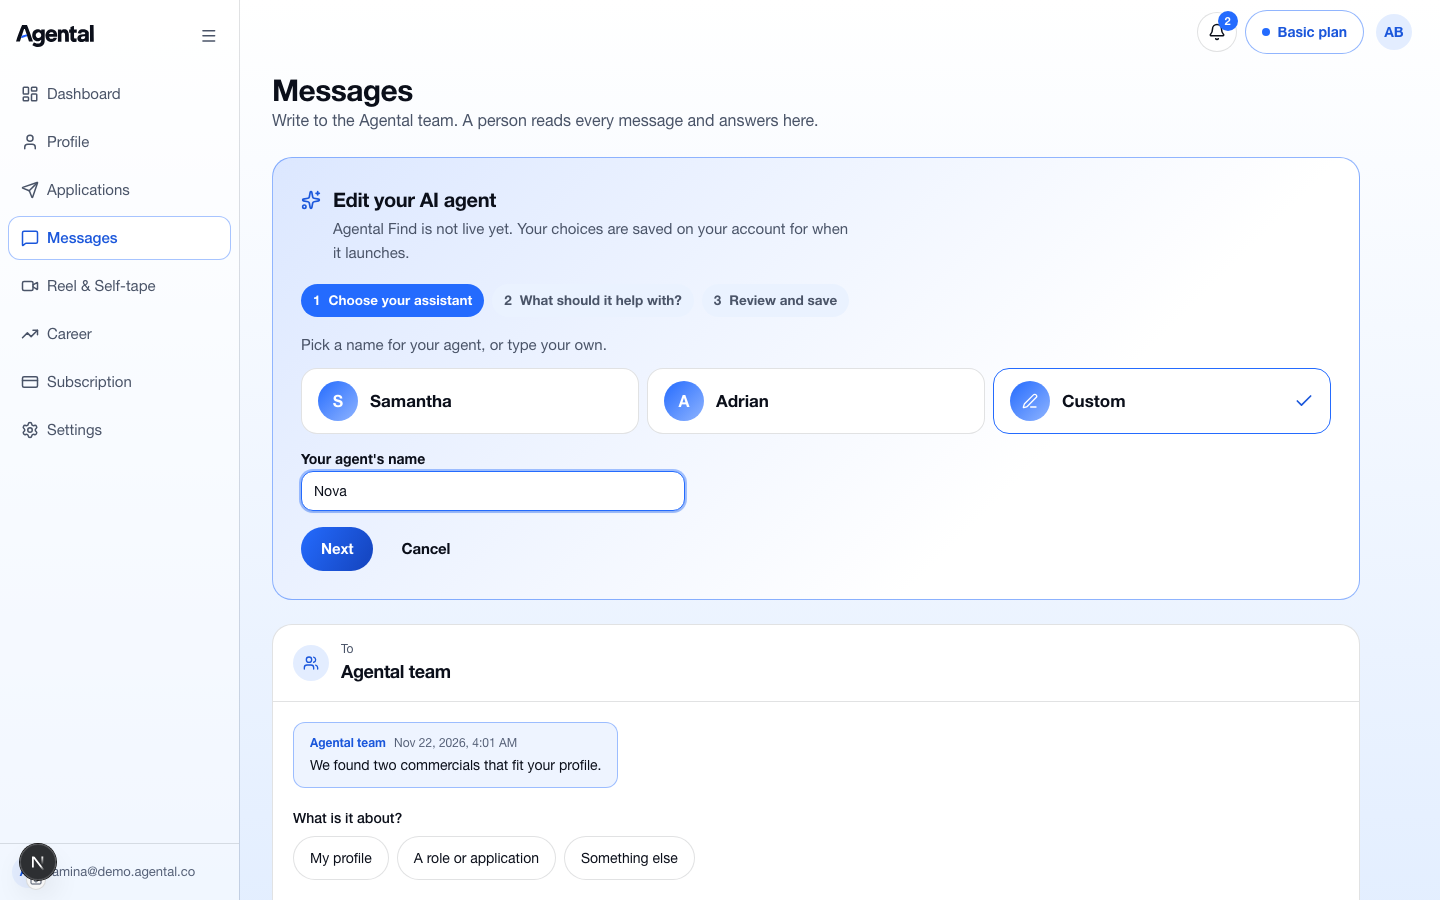 Agental
2
Basic plan
AB
Dashboard
Profile
Applications
Messages
Reel & Self-tape
Career
Subscription
Settings
Messages
Write to the Agental team. A person reads every message and answers here.
Edit your AI agent
Agental Find is not live yet. Your choices are saved on your account for when
it launches.
1 Choose your assistant
2 What should it help with?
3 Review and save
Pick a name for your agent, or type your own.
S Samantha
A Adrian
Custom
Your agent's name
Nova
Next
Cancel
To
Agental team
Agental team Nov 22, 2026, 4:01 AM
We found two commercials that fit your profile.
What is it about?
My profile
A role or application
Something else
N
amina@demo.agental.co